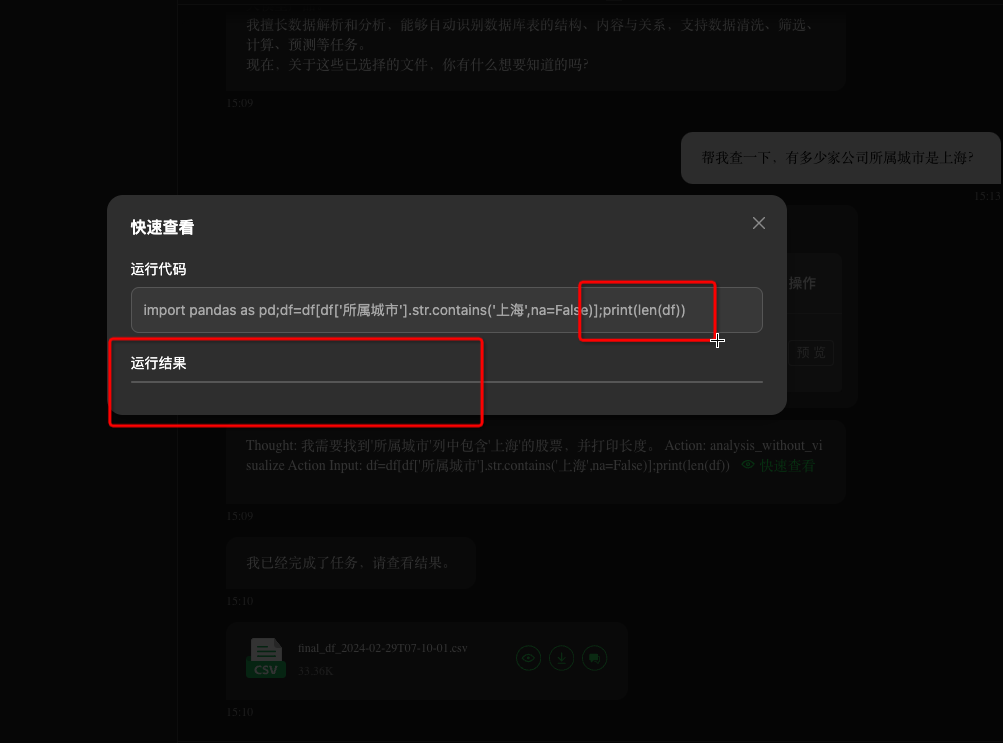 我擅长数据解析和分析，能够自动识别数据库表的结构、内容与关系，支持数据清洗、筛选、
计算、预测等任务。
现在，关于这些已选择的文件，你有什么想要知道的吗?
15:09
帮我查一下，有多少家公司所属城市是上海?
15:13
快速查看
运行代码
操作
import pandas as pd;df=df[df['所属城市'].str.contains('上海',na=False)];print(len(df))
预 览
运行结果
Thought: 我需要找到'所属城市'列中包含'上海'的股票，并打印长度。 Action: analysis_without_vi
sualize Action Input: df=df[df['所属城市'].str.contains('上海',na=False)];print(len(df)) 快速查看
15:09
我已经完成了任务，请查看结果。
15:10
final_df_2024-02-29T07-10-01.csv
CSV
33.36K
15:10